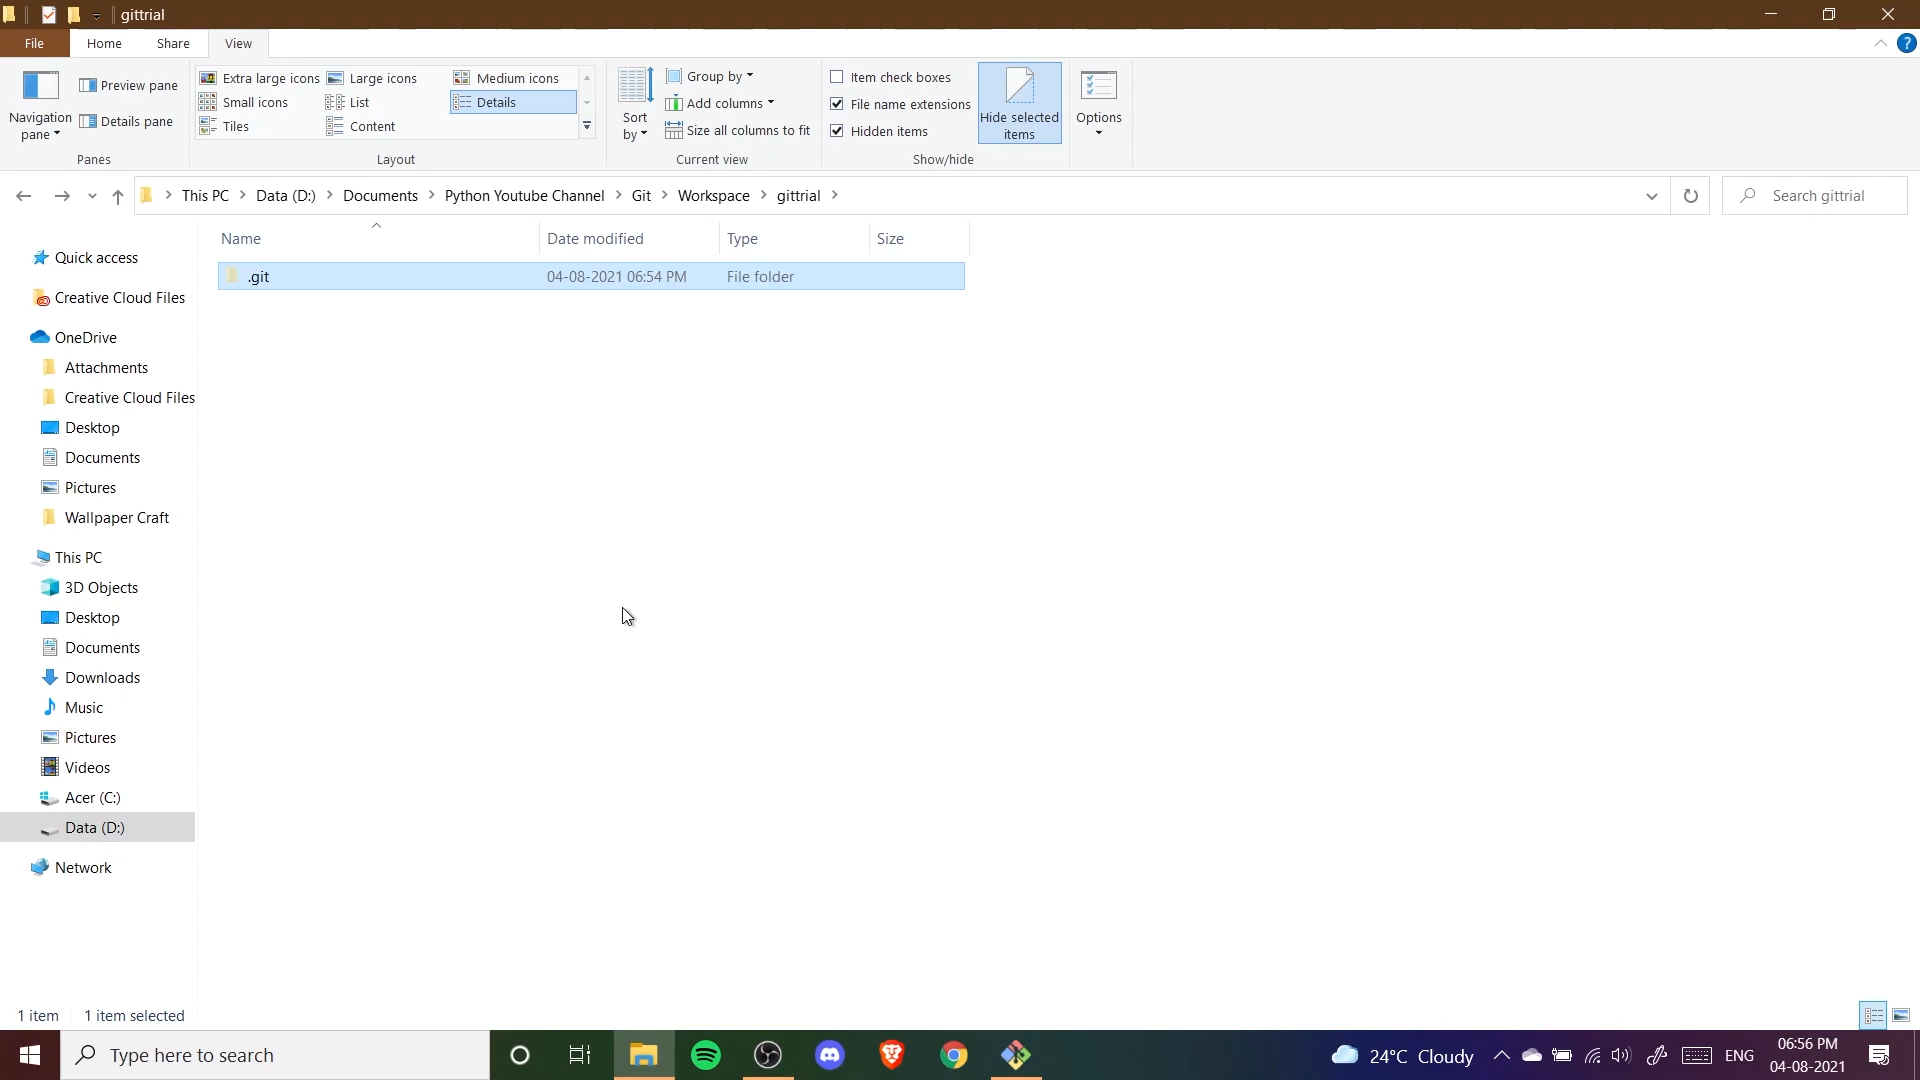 gittrial
File Home Share View
Navigation pane
Preview pane
Details pane
Panes
Extra large icons Large icons Medium icons
Small icons List Details
Tiles Content
Layout
Sort by
Group by
Add columns
Size all columns to fit
Current view
Item check boxes
File name extensions
Hidden items
Hide selected items
Show/hide
Options
This PC Data (D:) Documents Python Youtube Channel Git Workspace gittrial
Search gittrial
Name Date modified Type Size
.git 04-08-2021 06:54 PM File folder
Quick access
Creative Cloud Files
OneDrive
Attachments
Creative Cloud Files
Desktop
Documents
Pictures
Wallpaper Craft
This PC
3D Objects
Desktop
Documents
Downloads
Music
Pictures
Videos
Acer (C:)
Data (D:)
Network
1 item 1 item selected
Type here to search
24°C Cloudy
ENG
06:56 PM
04-08-2021